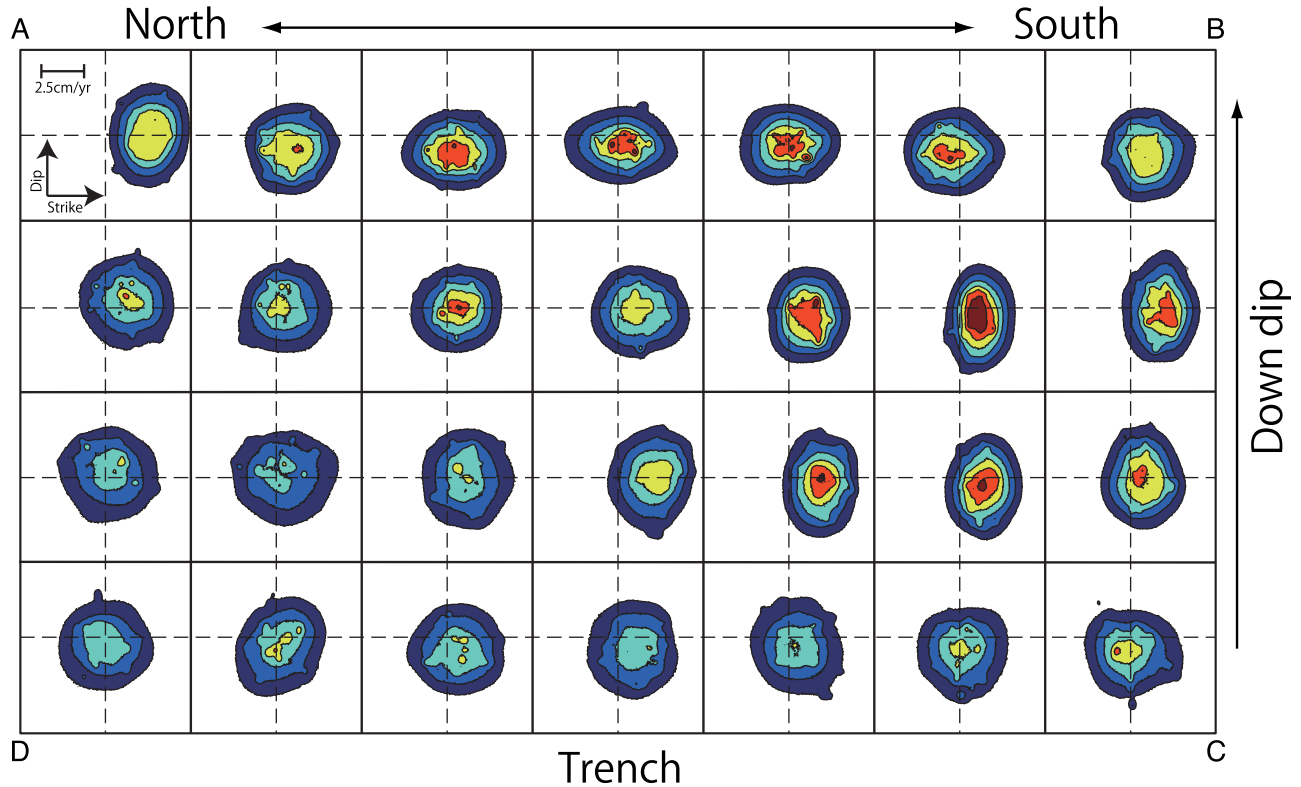 A
North
South
B
2.5cm/yr
Dip
Strike
Down dip
D
Trench
C